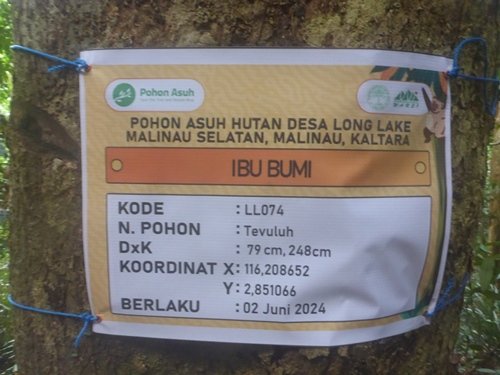 Pohon Asuh
POHON ASUH HUTAN DESA LONG LAKE
MALINAU SELATAN, MALINAU, KALTARA
IBU BUMI
KODE : LL074
N. POHON : Tevuluh
DxK : 79 cm, 248cm
KOORDINAT X: 116,208652
Y: 2,851066
BERLAKU : 02 Juni 2024